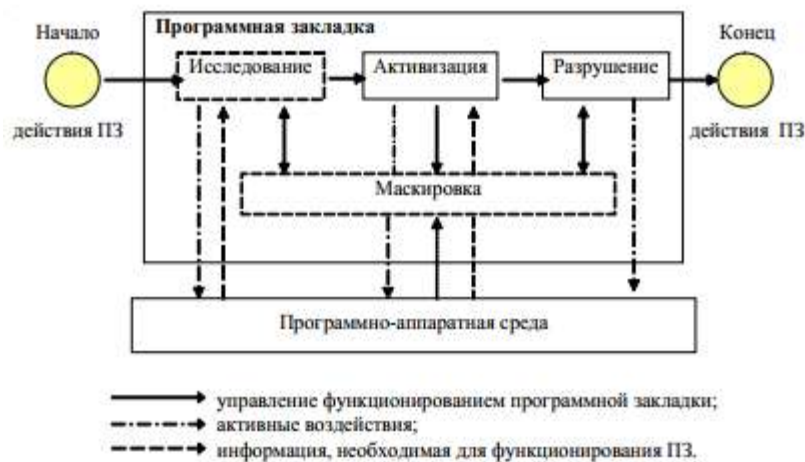 Программная закладка
Начало
Конец
Исследование
Активизация
Разрушение
действия ПЗ
действия ПЗ
Маскировка
Программно-аппаратная среда
управление функционированием программной закладки;
активные воздействия;
информация, необходимая для функционирования ПЗ.